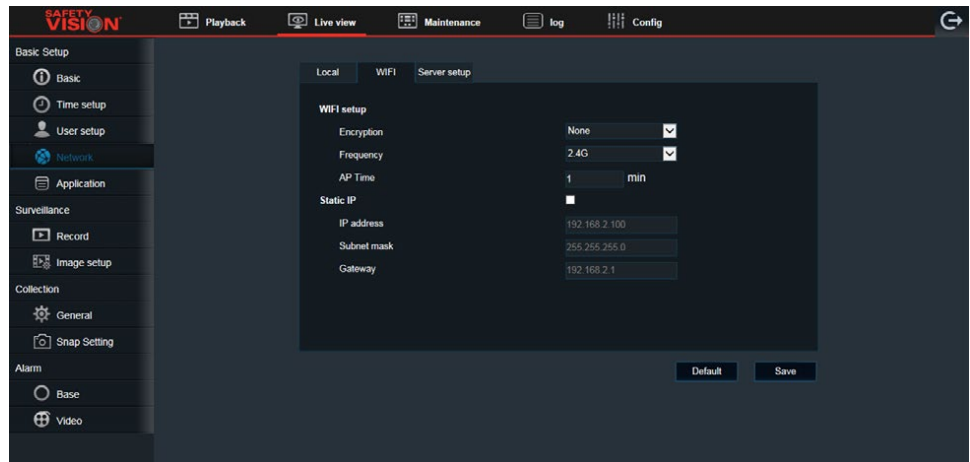 SAFETY VISION
Playback Live view Maintenance log Config
Basic Setup
Basic
Time setup
User setup
Network
Application
Surveillance
Record
Image setup
Collection
General
Snap Setting
Alarm
Base
Video
Local WIFI Server setup
WIFI setup
Encryption None
Frequency 2.4G
AP Time 1 min
Static IP
IP address 192.168.2.100
Subnet mask 255.255.255.0
Gateway 192.168.2.1
Default Save